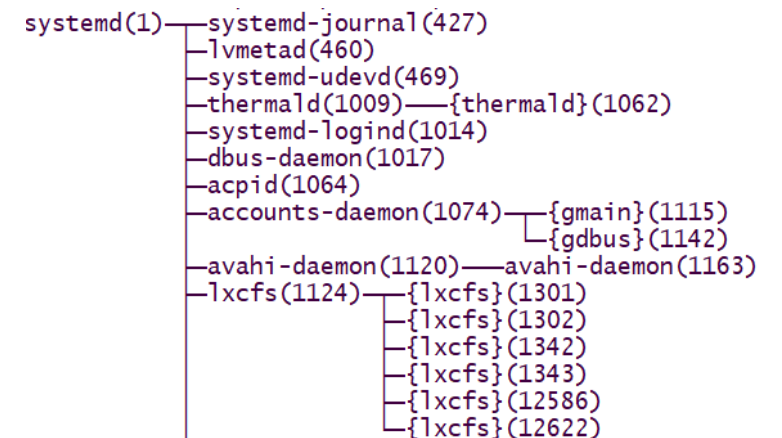 systemd(1)─┬─systemd-journal(427)
           ├─lvmetad(460)
           ├─systemd-udevd(469)
           ├─thermald(1009)───{thermald}(1062)
           ├─systemd-logind(1014)
           ├─dbus-daemon(1017)
           ├─acpid(1064)
           ├─accounts-daemon(1074)─┬─{gmain}(1115)
           │                       └─{gdbus}(1142)
           ├─avahi-daemon(1120)───avahi-daemon(1163)
           ├─lxcfs(1124)─┬─{lxcfs}(1301)
           │             ├─{lxcfs}(1302)
           │             ├─{lxcfs}(1342)
           │             ├─{lxcfs}(1343)
           │             ├─{lxcfs}(12586)
           │             └─{lxcfs}(12622)